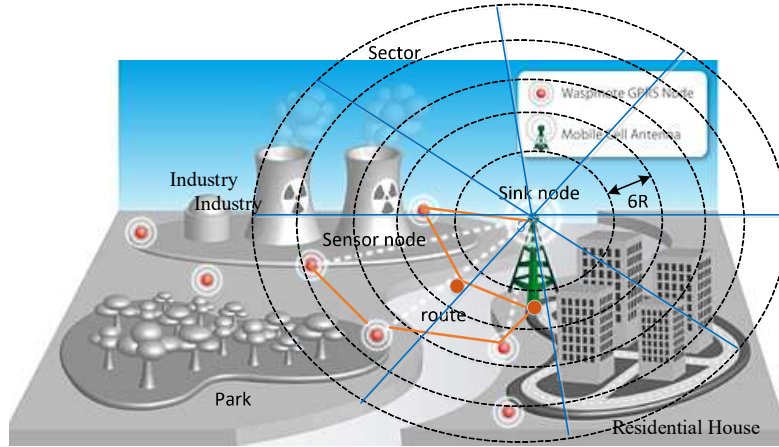 Sector
Waspmote GPRS Node
Mobile Cell Antenna
Industry
Industry
Sink node
6R
Sensor node
route
Park
Residential House